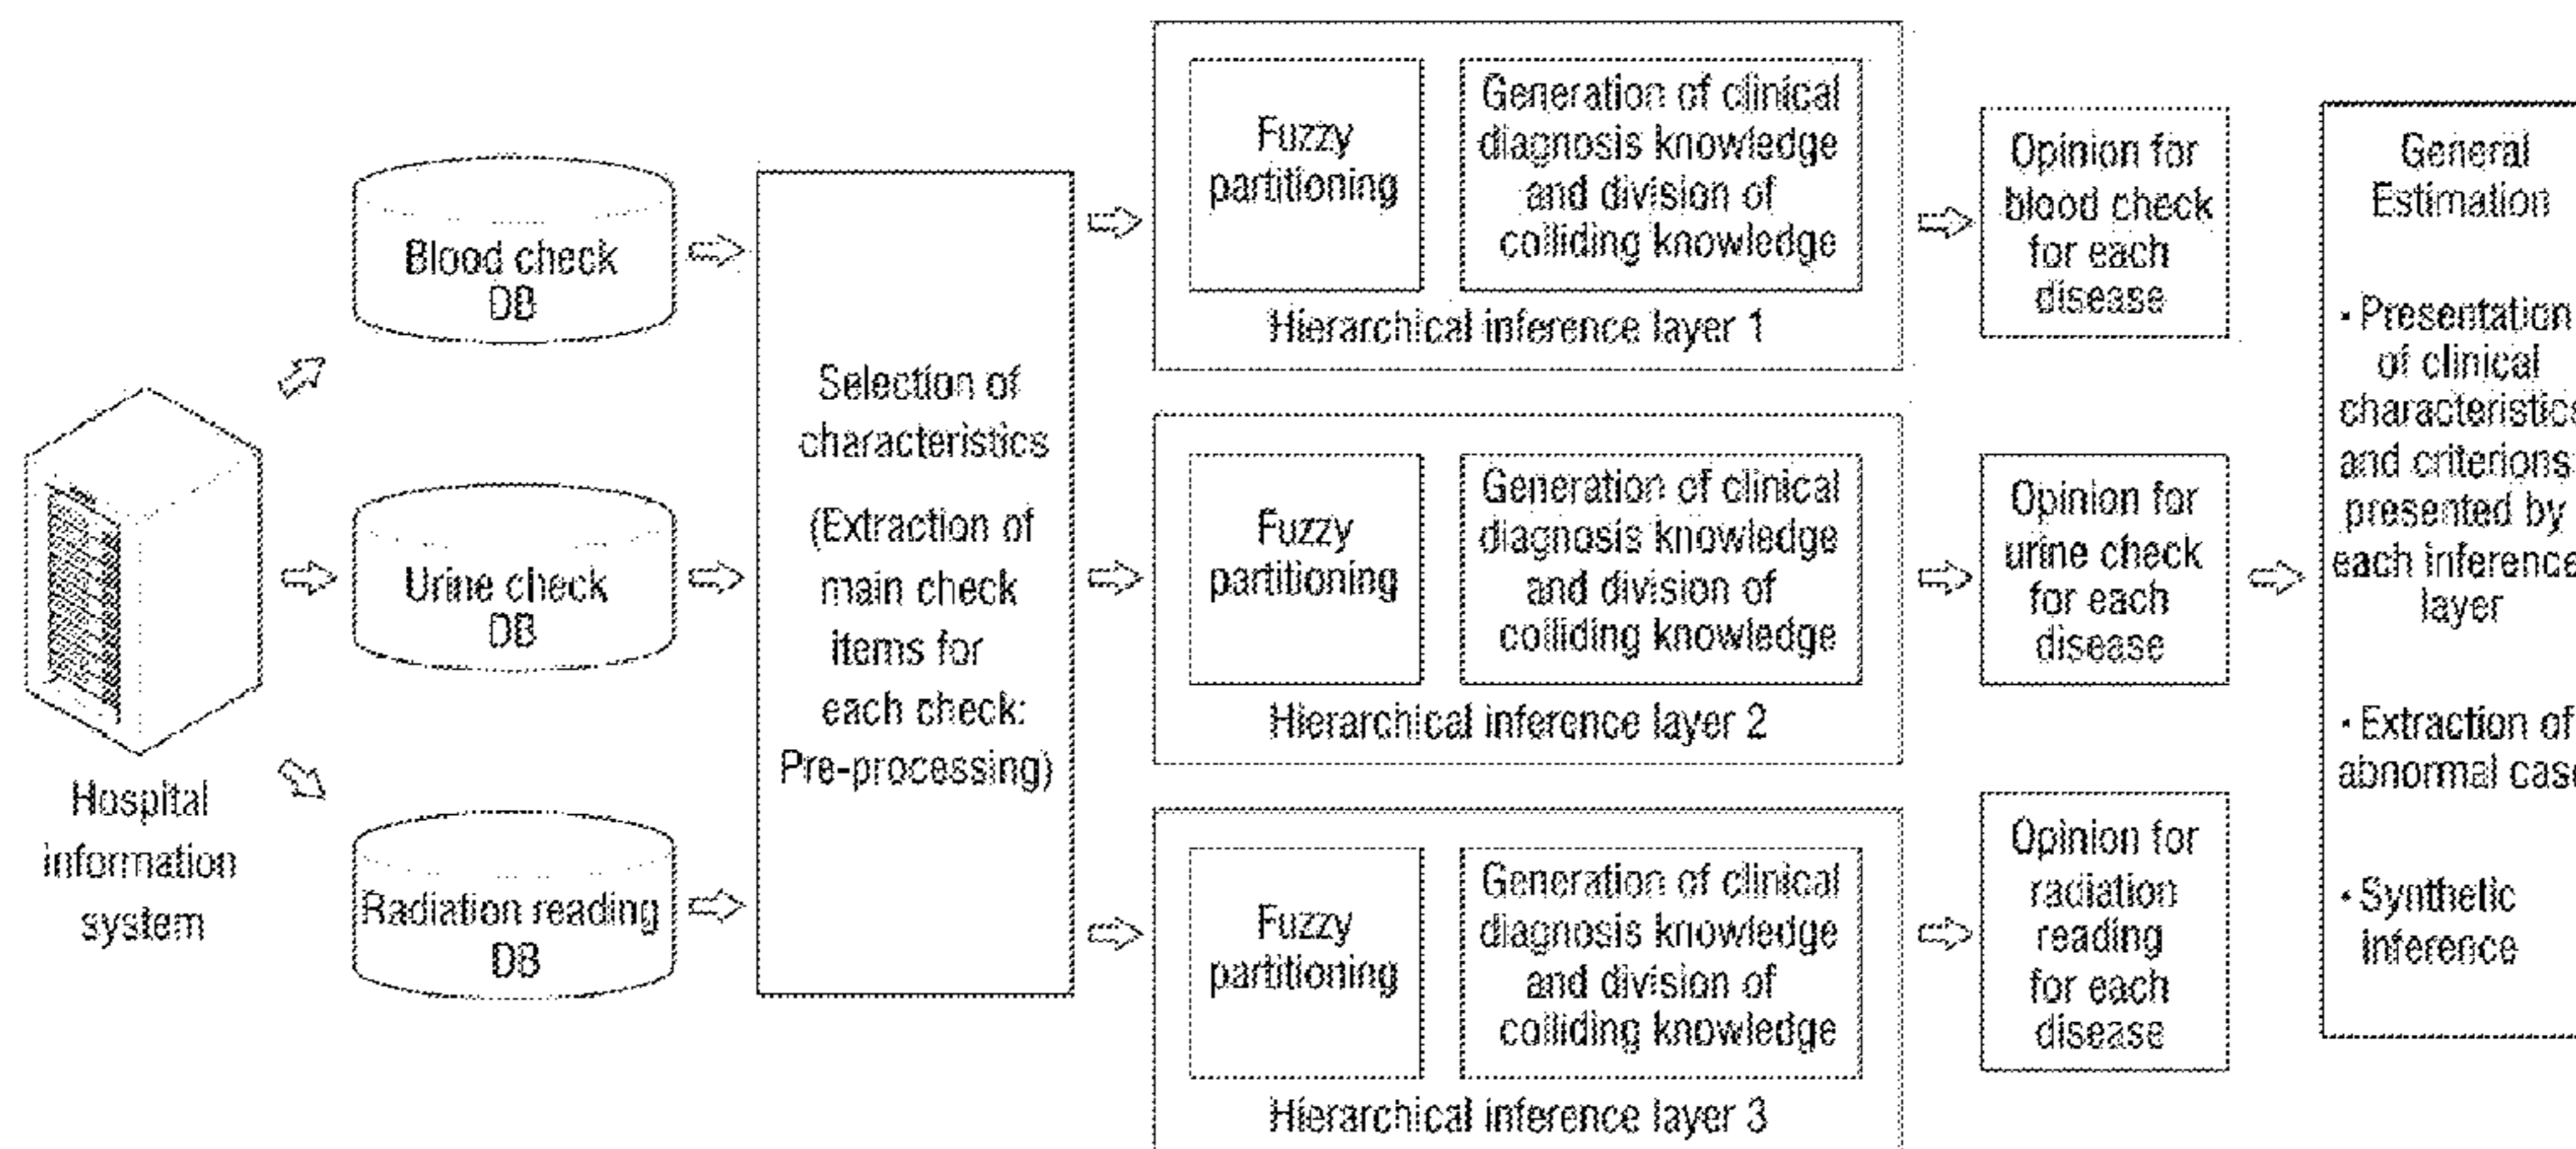 Hospital
information
system
Blood check
DB
Urine check
DB
Radiation reading
DB
Selection of
characteristics
(Extraction of
main check
items for
each check:
Pre-processing)
Fuzzy
partitioning
Generation of clinical
diagnosis knowledge
and division of
colliding knowledge
Hierarchical inference layer 1
Fuzzy
partitioning
Generation of clinical
diagnosis knowledge
and division of
colliding knowledge
Hierarchical inference layer 2
Fuzzy
partitioning
Generation of clinical
diagnosis knowledge
and division of
colliding knowledge
Hierarchical inference layer 3
Opinion for
blood check
for each
disease
Opinion for
urine check
for each
disease
Opinion for
radiation
reading
for each
disease
General
Estimation
• Presentation
of clinical
characteristics
and criterions
presented by
each inference
layer
• Extraction of
abnormal case
• Synthetic
inference